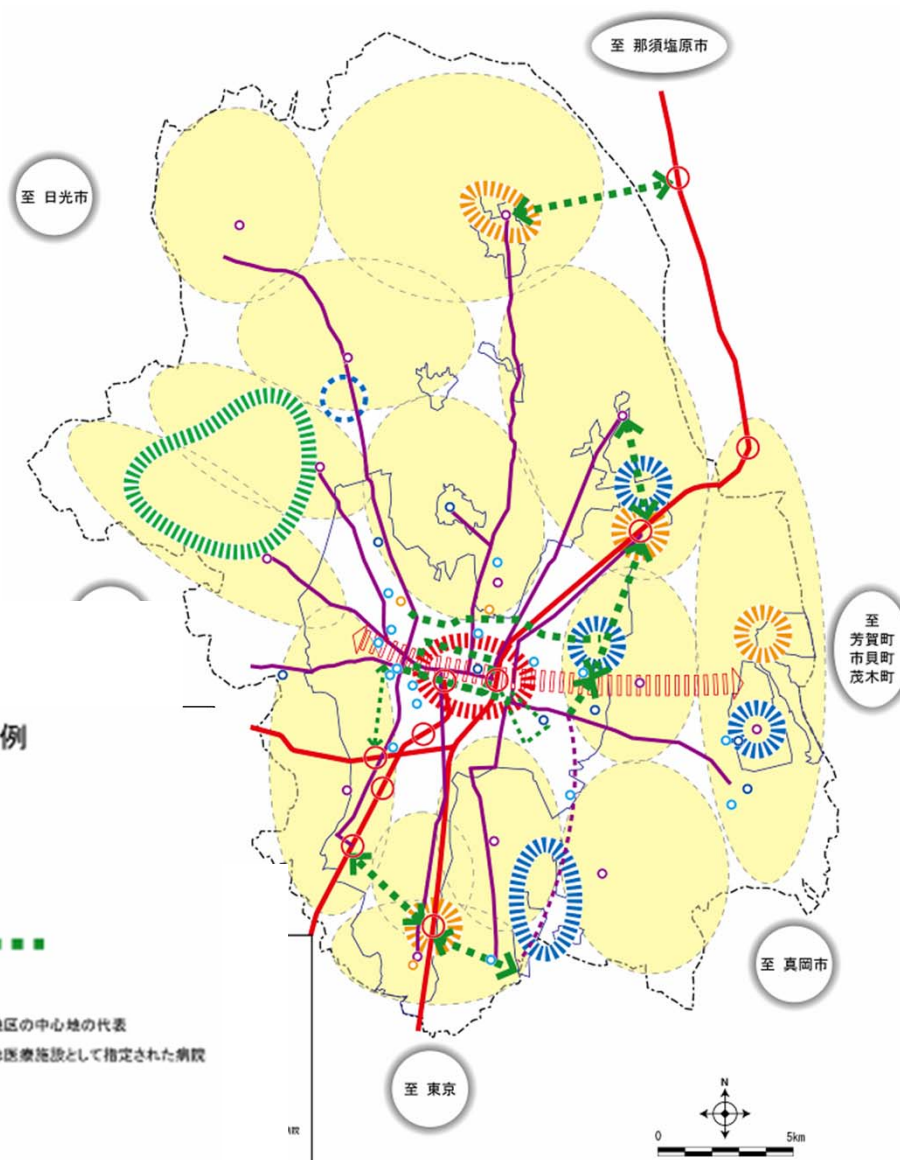 至 那須塩原市
至 日光市
至
芳賀町
市貝町
茂木町
例
区の中心地の代表
医療施設として指定された病院
至 真岡市
至 東京
N
0 5km